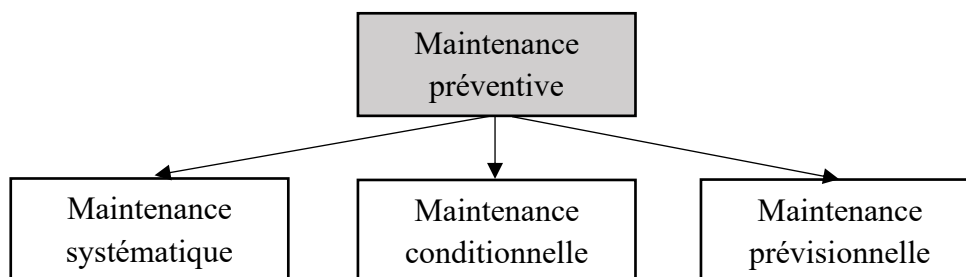 Maintenance
préventive
Maintenance
systématique
Maintenance
conditionnelle
Maintenance
prévisionnelle